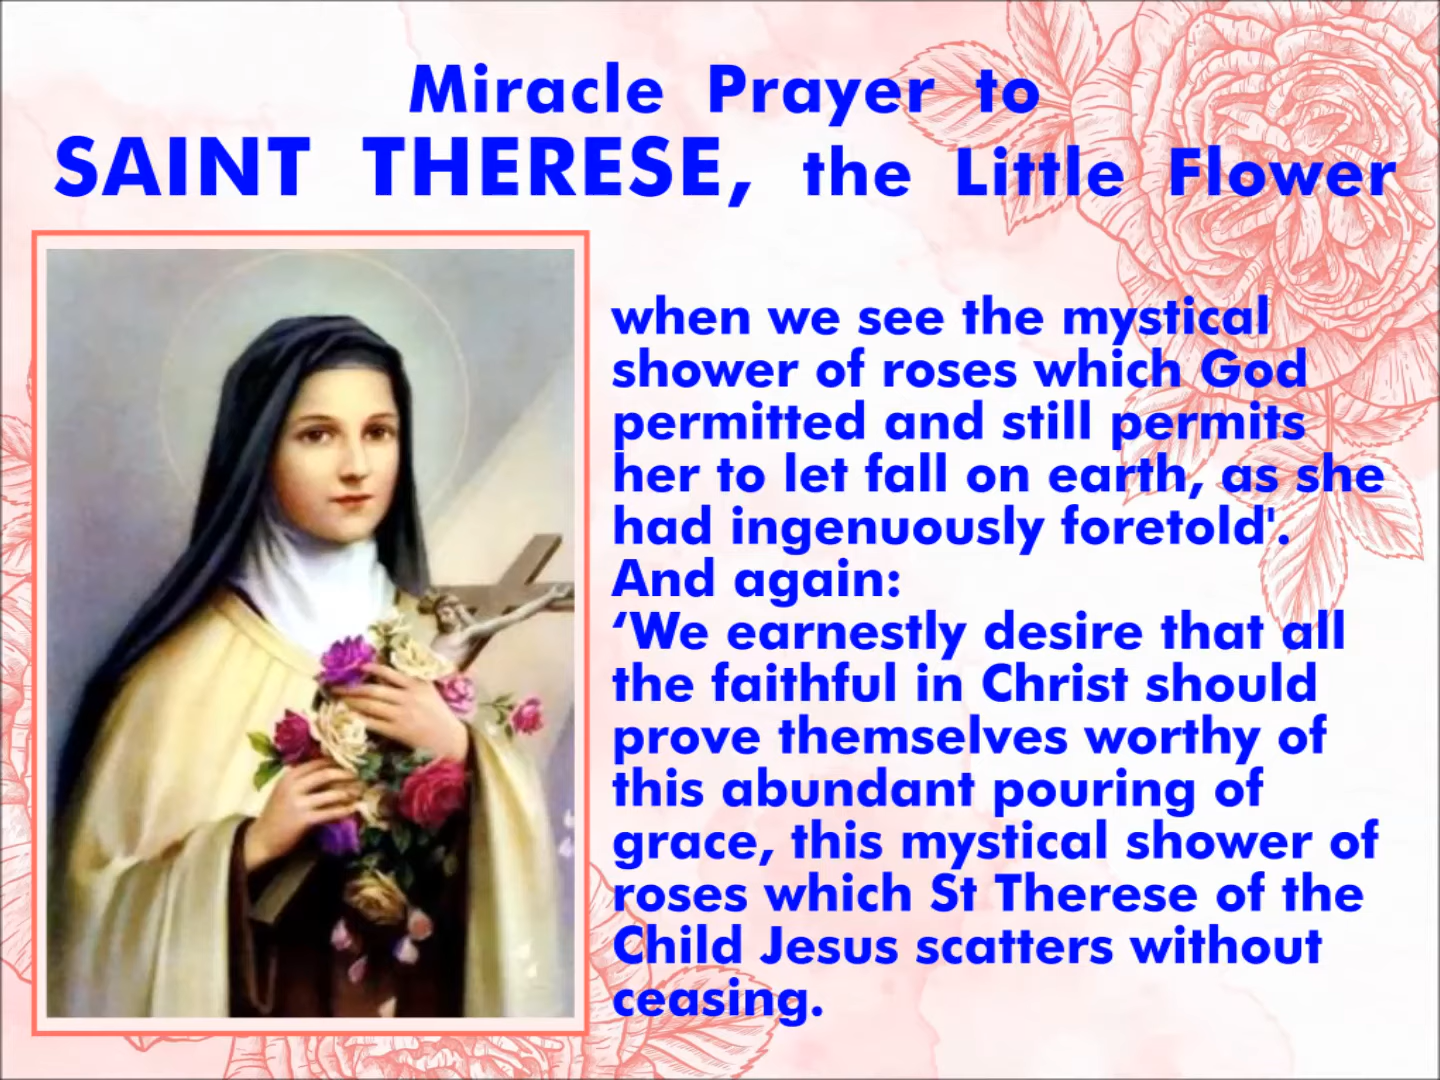 Miracle Prayer to
SAINT THERESE, the Little Flower
when we see the mystical
shower of roses which God
permitted and still permits
her to let fall on earth, as she
had ingenuously foretold'.
And again:
‘We earnestly desire that all
the faithful in Christ should
prove themselves worthy of
this abundant pouring of
grace, this mystical shower of
roses which St Therese of the
Child Jesus scatters without
ceasing.